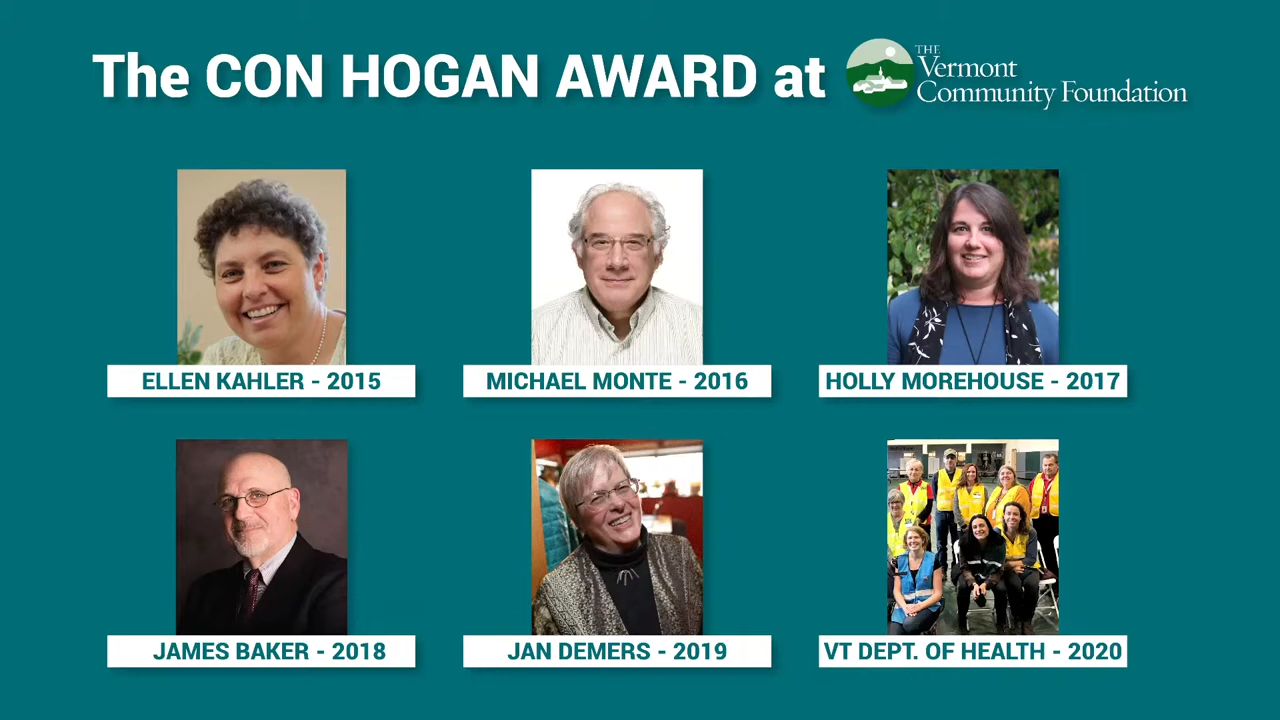 The CON HOGAN AWARD at
THE
Vermont
Community Foundation
ELLEN KAHLER - 2015
MICHAEL MONTE - 2016
HOLLY MOREHOUSE - 2017
JAMES BAKER - 2018
JAN DEMERS - 2019
VT DEPT. OF HEALTH - 2020